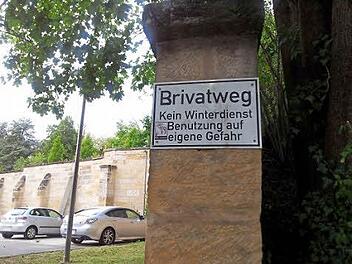 Brivatweg
Kein Winterdienst
Benutzung auf
eigene Gefahr